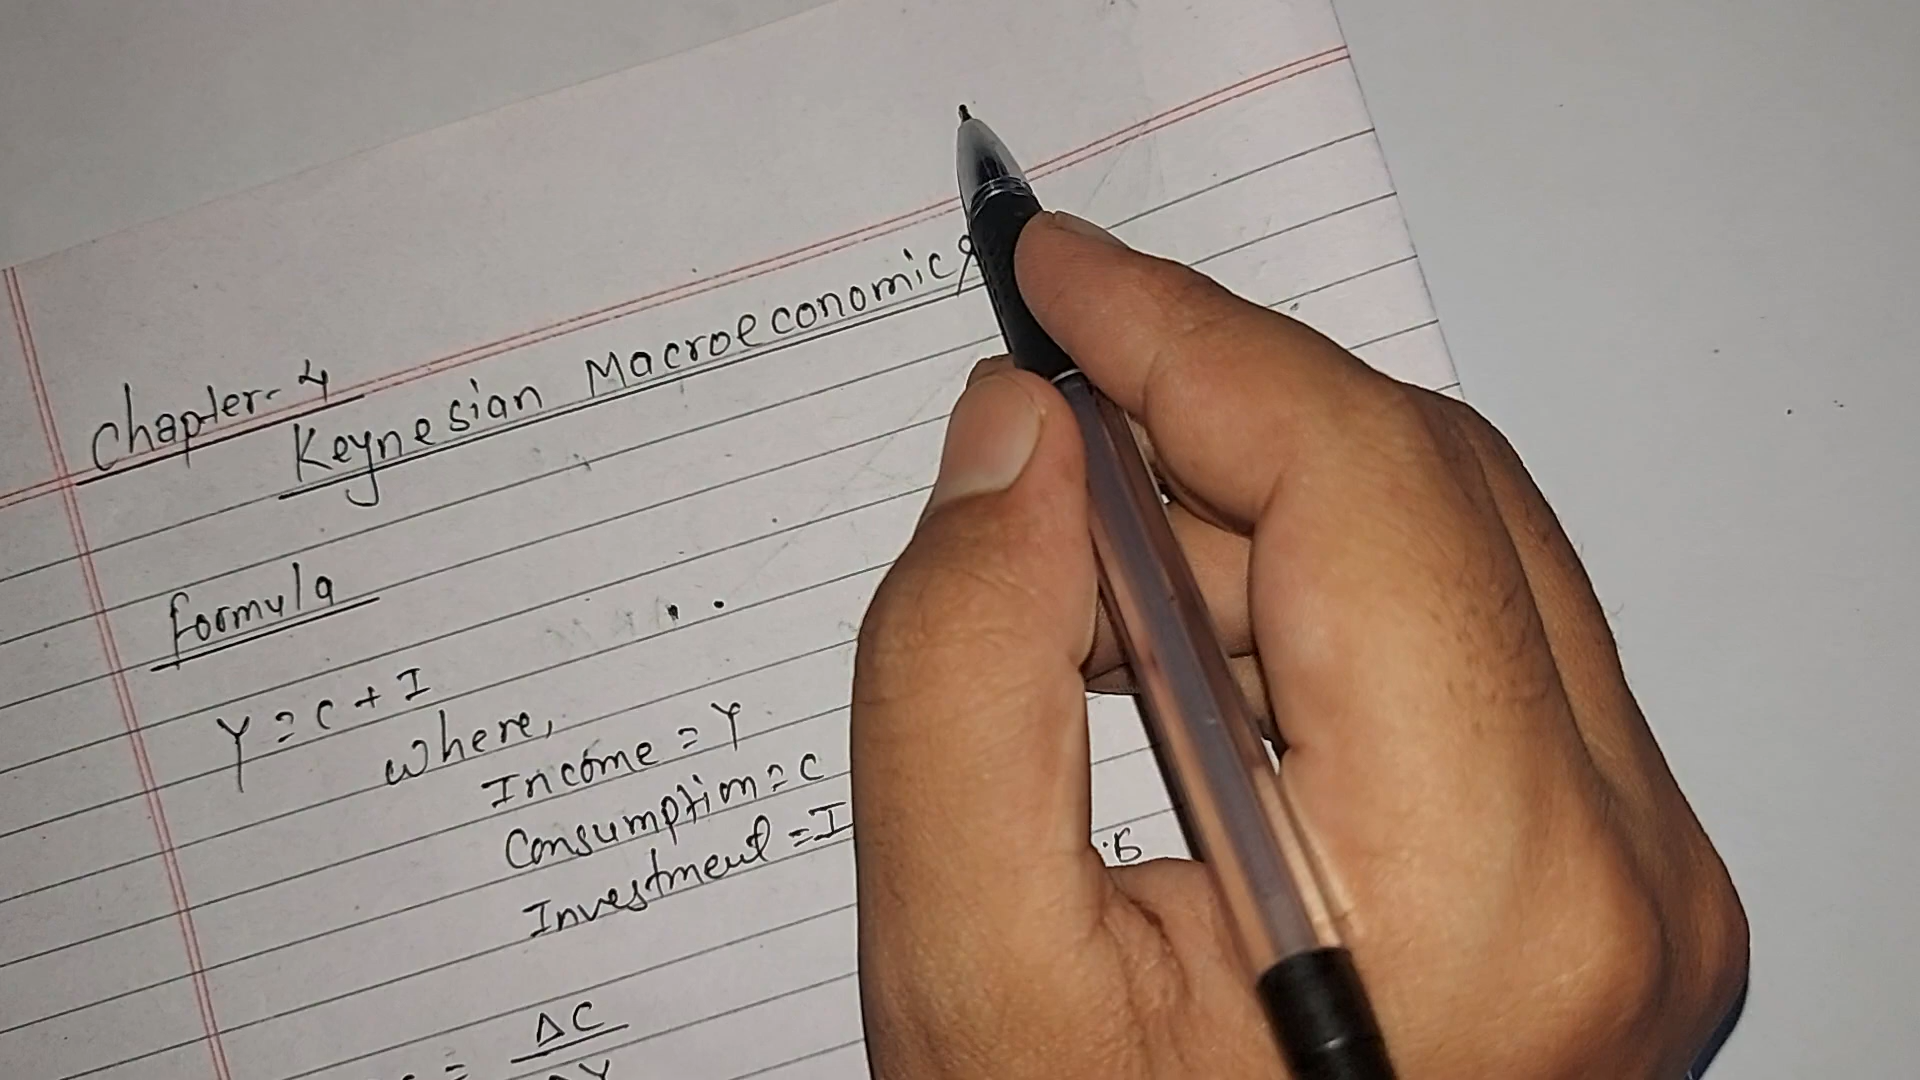 Chapter-4
Keynesian Macroeconomics
Formula
Y = C + I
where,
Income = Y
Consumption = C
Investment = I
= ΔC